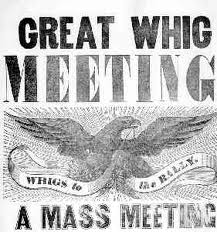 GREAT WHIG
MEETING
WHIGS to the RALLY.
A MASS MEETING